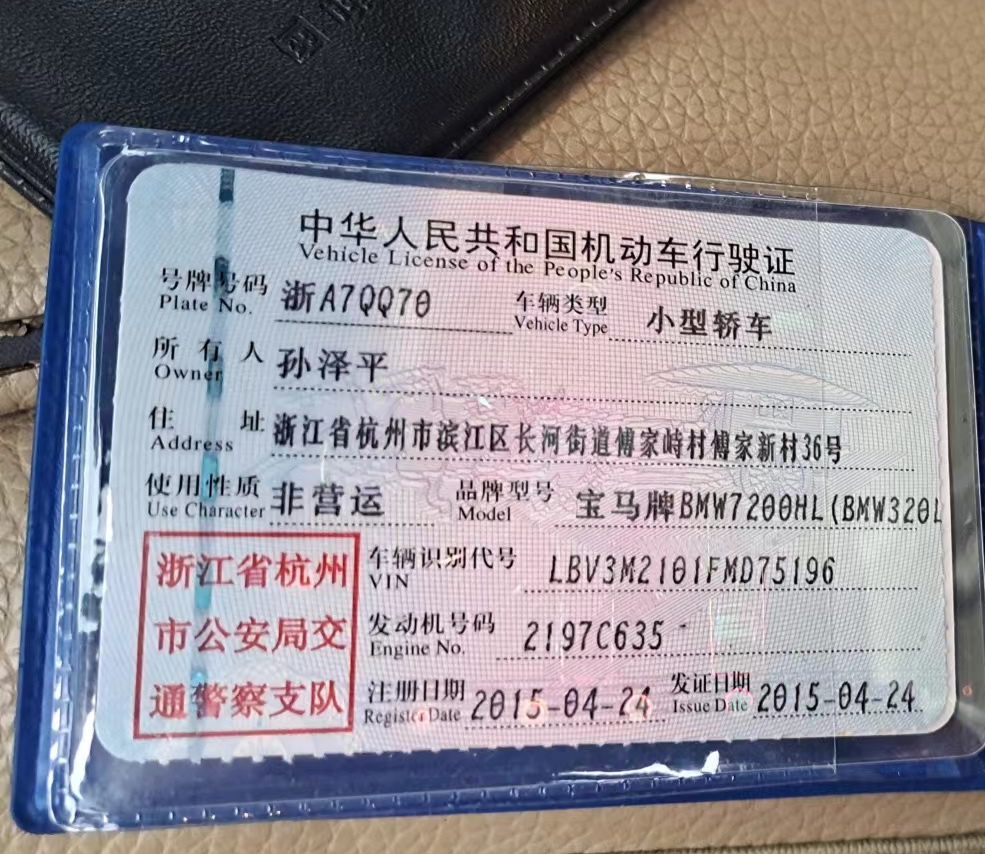 中华人民共和国机动车行驶证
Vehicle License of the People's Republic of China
号牌号码 浙A7QQ70 车辆类型 小型轿车
Plate No. Vehicle Type
所有人 孙泽平
Owner
住址 浙江省杭州市滨江区长河街道傅家峙村傅家新村36号
Address
使用性质 非营运 品牌型号 宝马牌BMW7200HL(BMW320L
Use Character Model
浙江省杭州
市公安局交
通警察支队
车辆识别代号 LBV3M2101FMD75196
VIN
发动机号码 2197C635
Engine No.
注册日期 2015-04-24 发证日期 2015-04-24
Register Date Issue Date